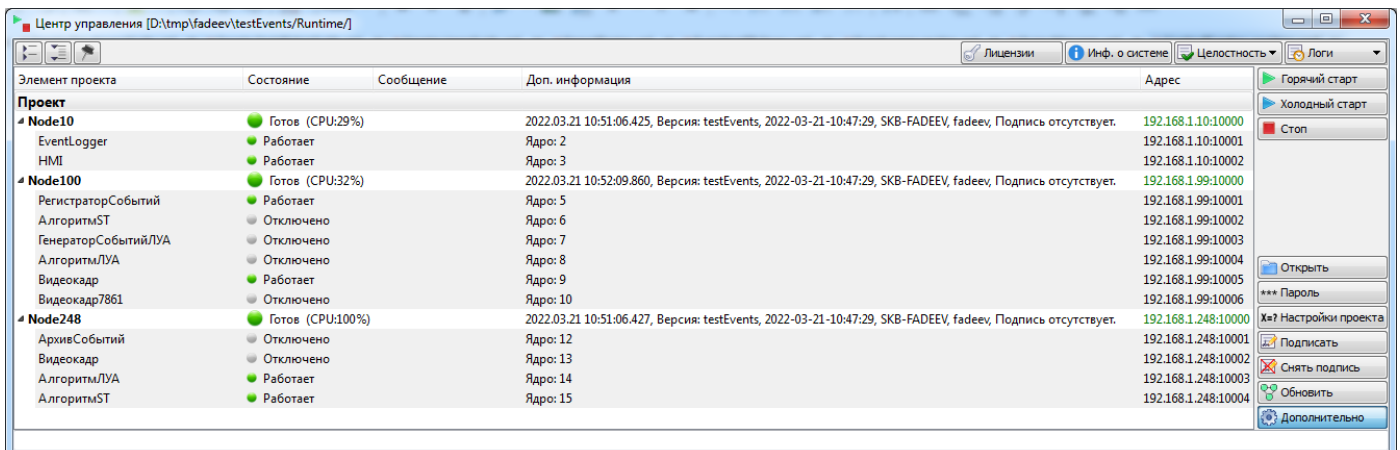 Центр управления [D:\tmp\fadeev\testEvents/Runtime/]
Лицензии Инф. о системе Целостность Логи
Элемент проекта Состояние Сообщение Доп. информация Адрес Горячий старт
Проект Холодный старт
Node10 Готов (CPU:29%) 2022.03.21 10:51:06.425, Версия: testEvents, 2022-03-21-10:47:29, SKB-FADEEV, fadeev, Подпись отсутствует. 192.168.1.10:10000 Стоп
EventLogger Работает Ядро: 2 192.168.1.10:10001
HMI Работает Ядро: 3 192.168.1.10:10002
Node100 Готов (CPU:32%) 2022.03.21 10:52:09.860, Версия: testEvents, 2022-03-21-10:47:29, SKB-FADEEV, fadeev, Подпись отсутствует. 192.168.1.99:10000
РегистраторСобытий Работает Ядро: 5 192.168.1.99:10001
АлгоритмST Отключено Ядро: 6 192.168.1.99:10002
ГенераторСобытийЛУА Отключено Ядро: 7 192.168.1.99:10003
АлгоритмЛУА Отключено Ядро: 8 192.168.1.99:10004 Открыть
Видеокадр Работает Ядро: 9 192.168.1.99:10005
Видеокадр7861 Отключено Ядро: 10 192.168.1.99:10006 *** Пароль
Node248 Готов (CPU:100%) 2022.03.21 10:51:06.427, Версия: testEvents, 2022-03-21-10:47:29, SKB-FADEEV, fadeev, Подпись отсутствует. 192.168.1.248:10000 X=? Настройки проекта
АрхивСобытий Отключено Ядро: 12 192.168.1.248:10001 Подписать
Видеокадр Отключено Ядро: 13 192.168.1.248:10002 Снять подпись
АлгоритмЛУА Работает Ядро: 14 192.168.1.248:10003
АлгоритмST Работает Ядро: 15 192.168.1.248:10004 Обновить
Дополнительно